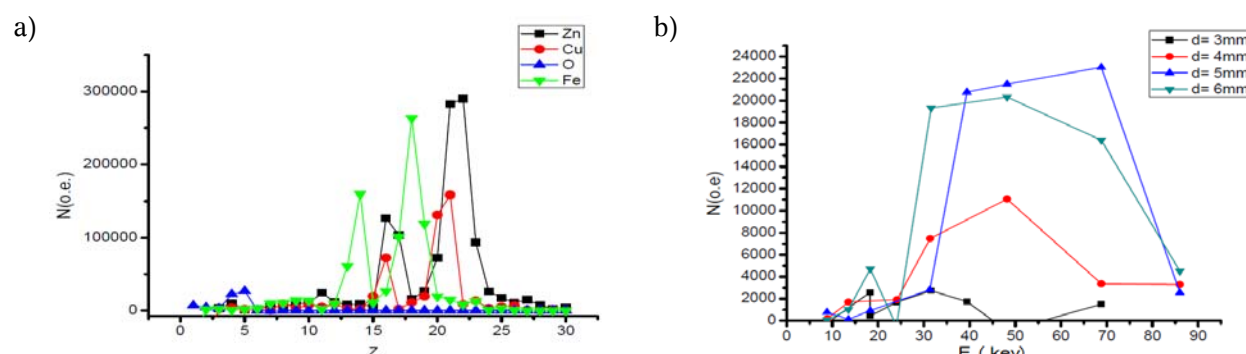 a)
Zn
Cu
O
Fe
300000
200000
100000
0
N(o.e.)
0 5 10 15 20 25 30
Z
b)
d= 3mm
d= 4mm
d= 5mm
d= 6mm
24000
22000
20000
18000
16000
14000
12000
10000
8000
6000
4000
2000
0
N(o.e)
0 10 20 30 40 50 60 70 80 90
E ( kev)